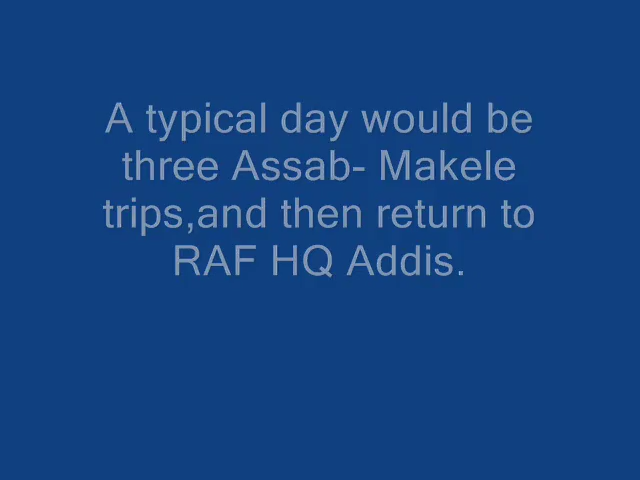 A typical day would be
three Assab- Makele
trips,and then return to
RAF HQ Addis.